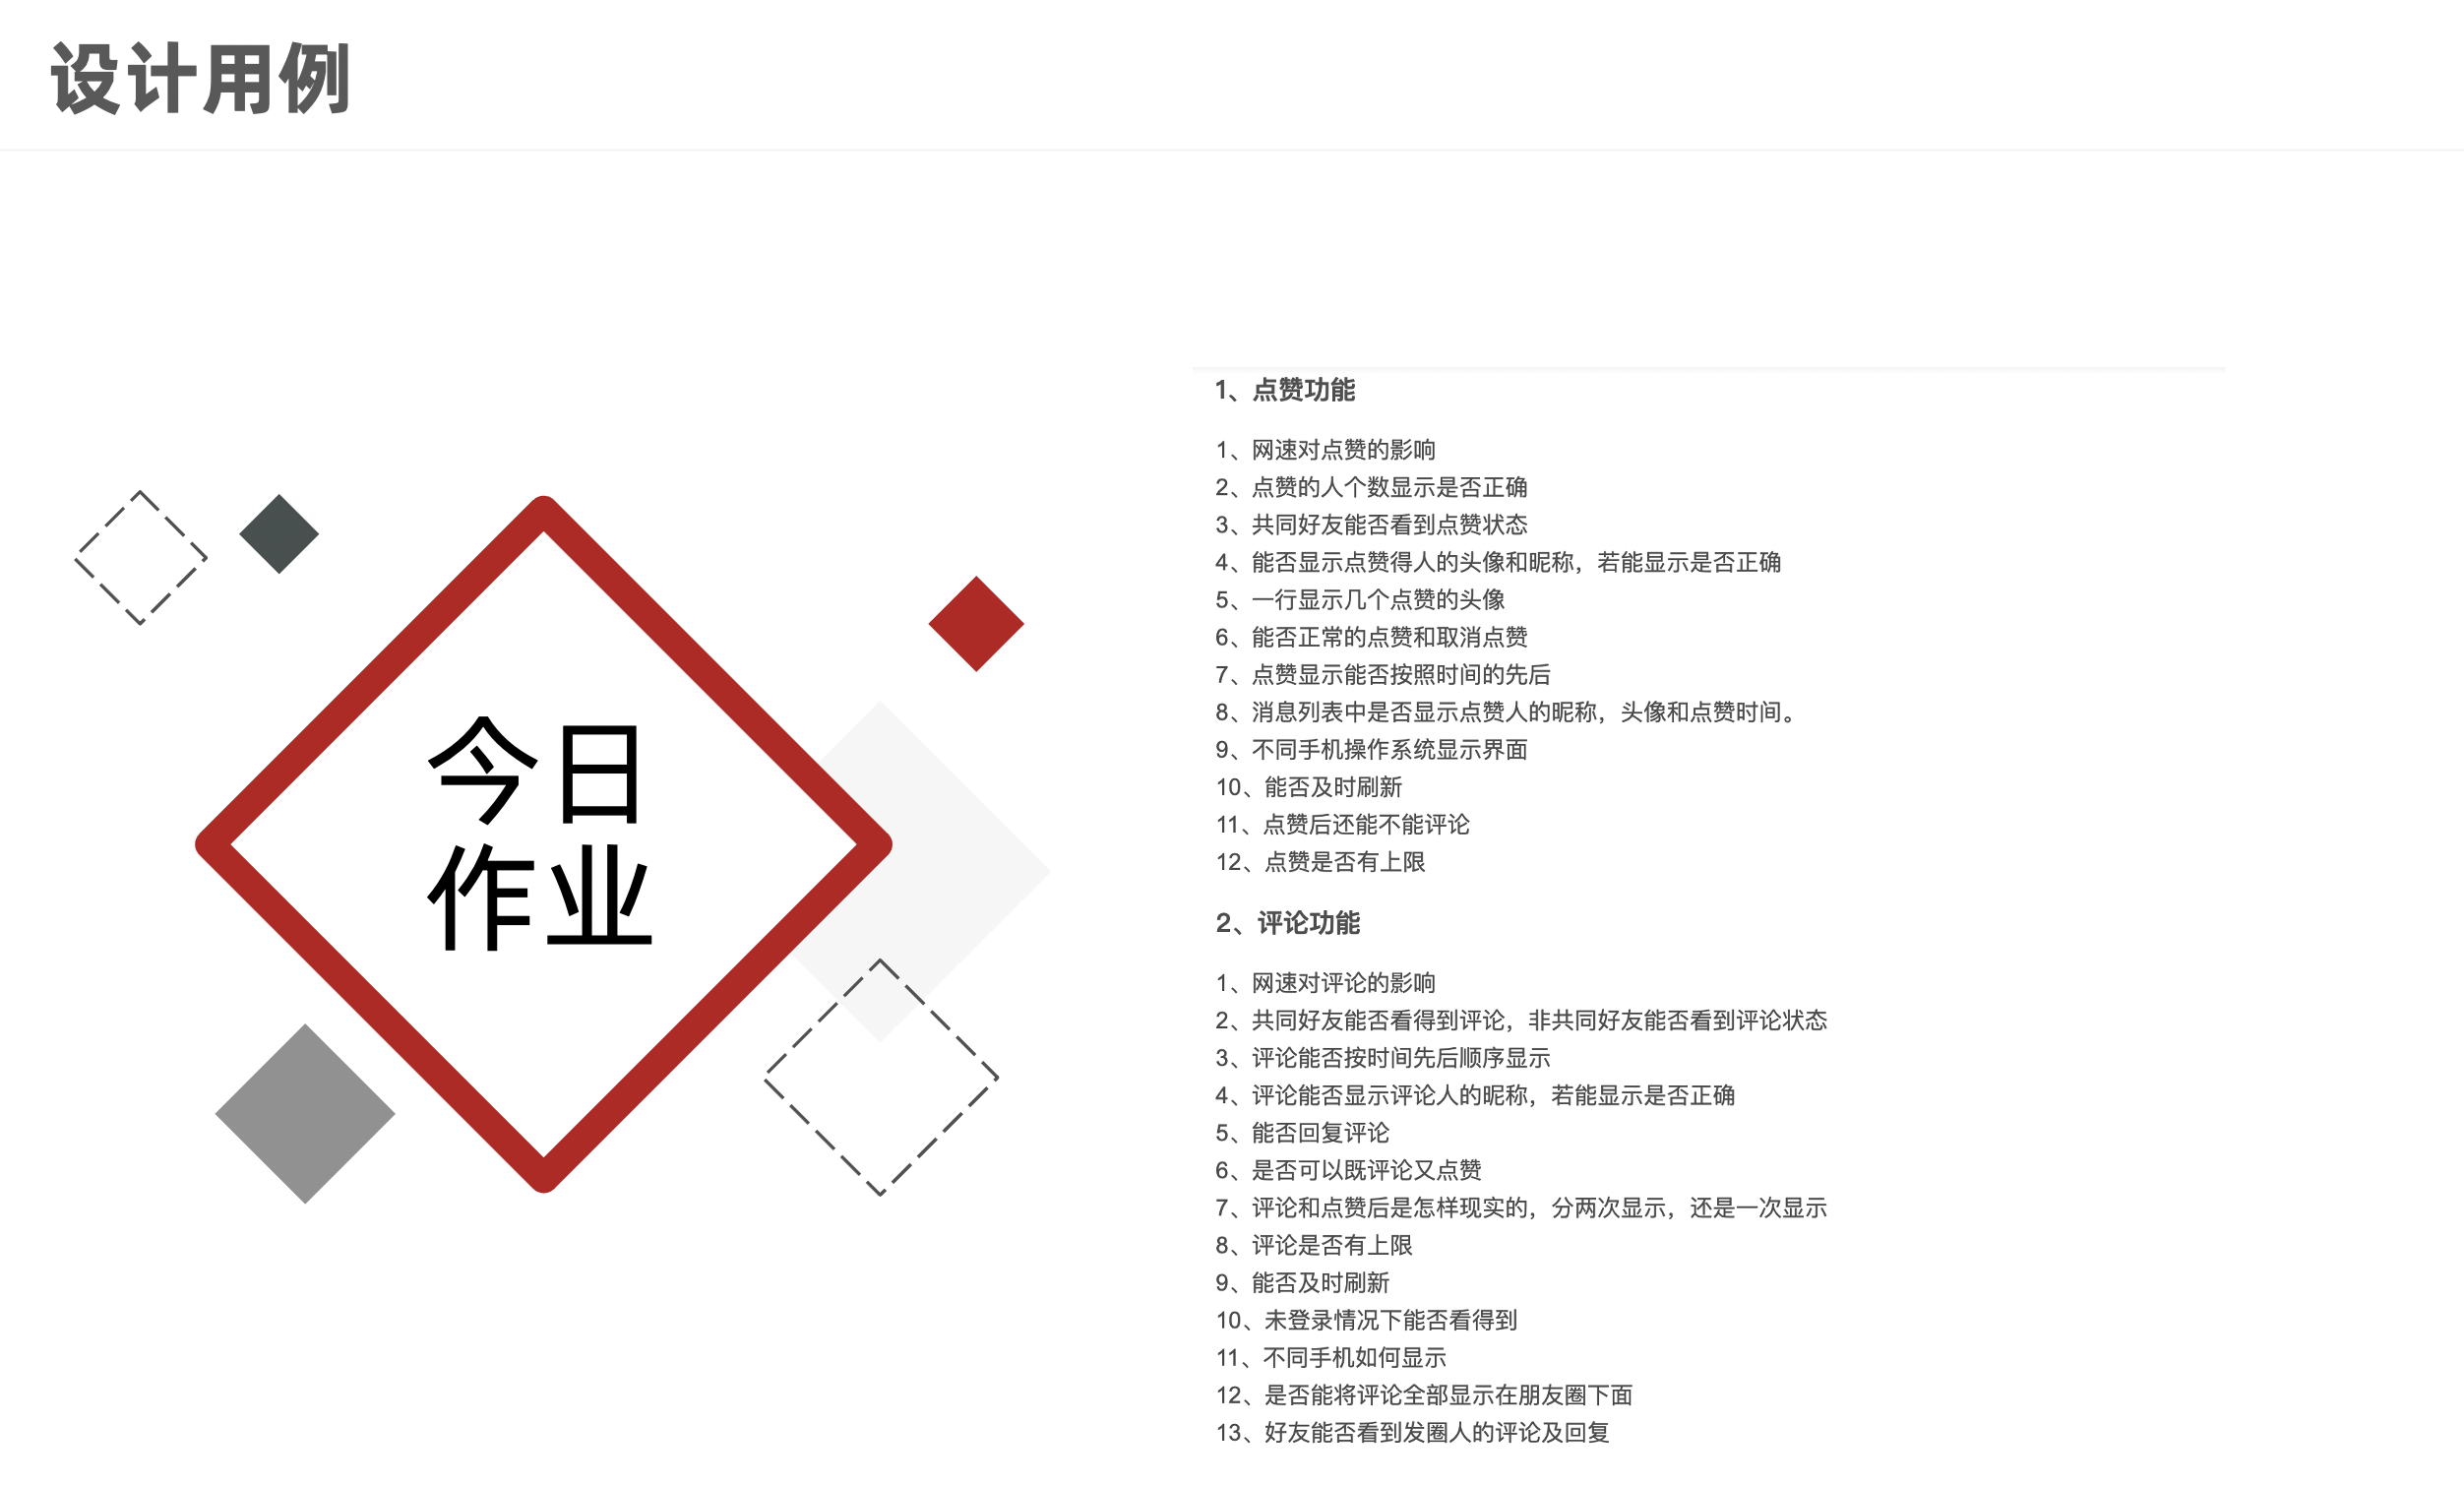 设计用例
今日
作业
1、点赞功能
1、网速对点赞的影响
2、点赞的人个数显示是否正确
3、共同好友能否看到点赞状态
4、能否显示点赞得人的头像和昵称，若能显示是否正确
5、一行显示几个点赞的头像
6、能否正常的点赞和取消点赞
7、点赞显示能否按照时间的先后
8、消息列表中是否显示点赞人的昵称，头像和点赞时间。
9、不同手机操作系统显示界面
10、能否及时刷新
11、点赞后还能不能评论
12、点赞是否有上限
2、评论功能
1、网速对评论的影响
2、共同好友能否看得到评论，非共同好友能否看到评论状态
3、评论能否按时间先后顺序显示
4、评论能否显示评论人的昵称，若能显示是否正确
5、能否回复评论
6、是否可以既评论又点赞
7、评论和点赞后是怎样现实的，分两次显示，还是一次显示
8、评论是否有上限
9、能否及时刷新
10、未登录情况下能否看得到
11、不同手机如何显示
12、是否能将评论全部显示在朋友圈下面
13、好友能否看到发圈人的评论及回复